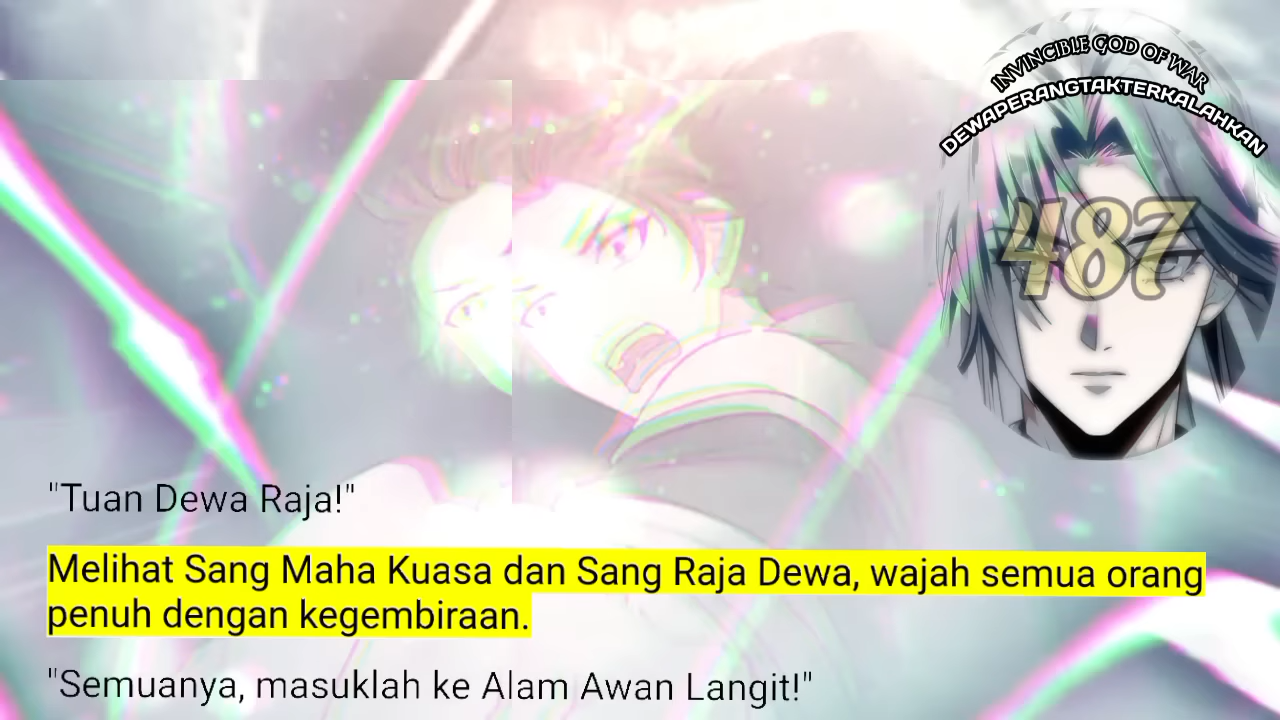 INVINCIBLE GOD OF WAR
DEWAPERANGTAKTERKALAHKAN
487
"Tuan Dewa Raja!"
Melihat Sang Maha Kuasa dan Sang Raja Dewa, wajah semua orang
penuh dengan kegembiraan.
"Semuanya, masuklah ke Alam Awan Langit!"